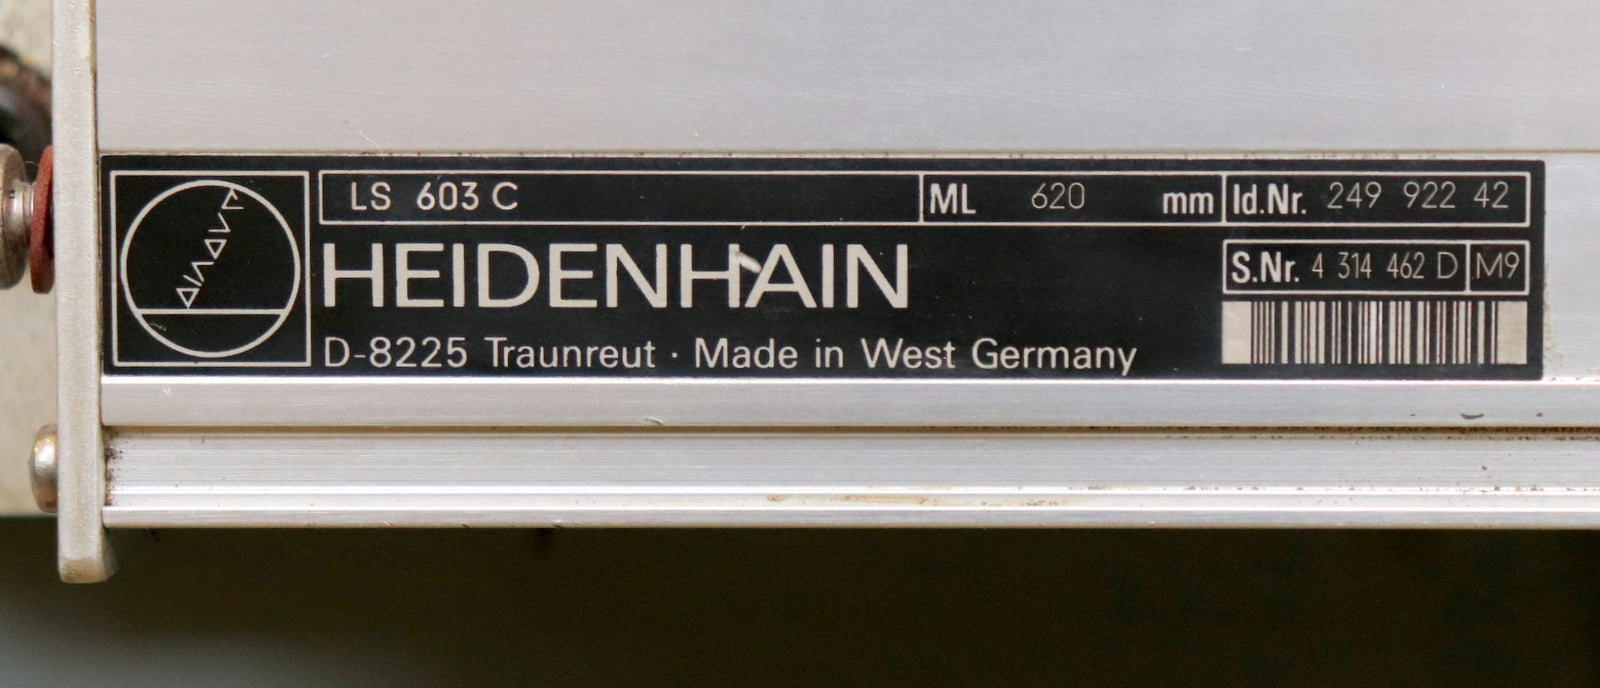 LS 603 C ML 620 mm Id.Nr. 249 922 42
HEIDENHAIN
S.Nr. 4 314 462 D M9
D-8225 Traunreut · Made in West Germany